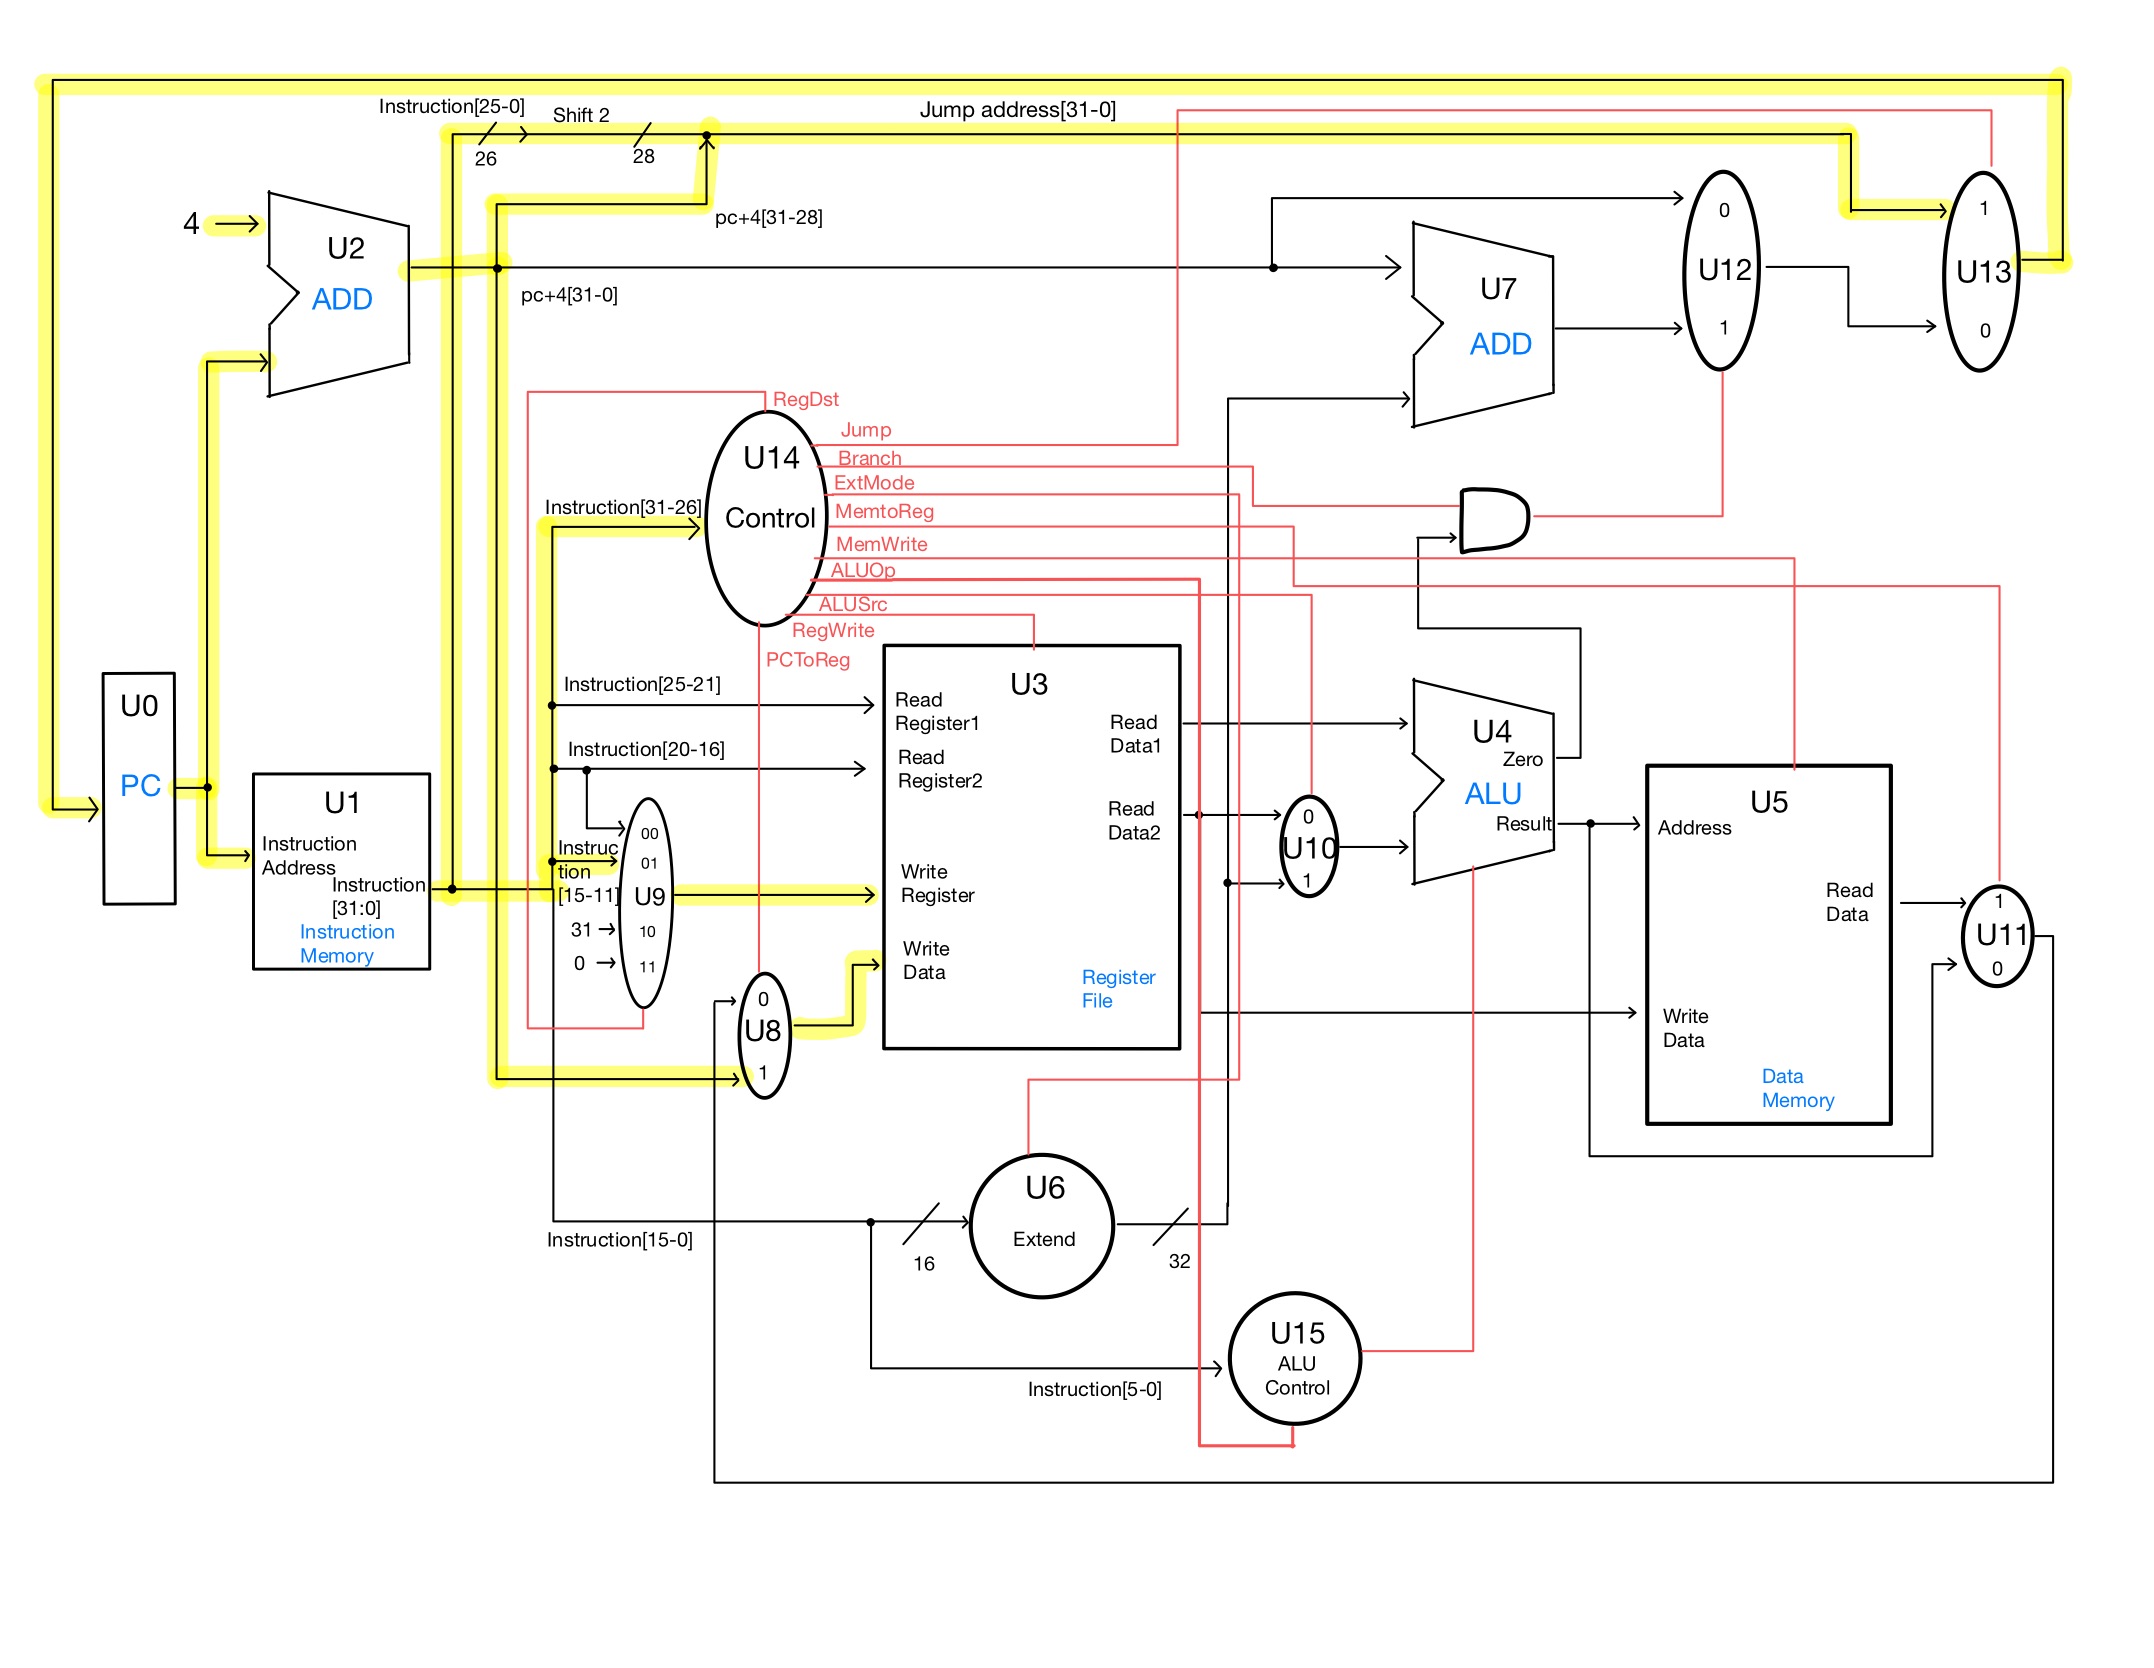 Instruction[25-0]
Shift 2
Jump address[31-0]
26
28
4
U2
ADD
pc+4[31-28]
pc+4[31-0]
U7
ADD
0
U12
1
1
U13
0
RegDst
Jump
Branch
ExtMode
MemtoReg
MemWrite
ALUOp
ALUSrc
RegWrite
PCToReg
U14
Control
Instruction[31-26]
Instruction[25-21]
Instruction[20-16]
U0
PC
U1
Instruction
Address
Instruction
[31:0]
Instruction
Memory
Instruc
tion
[15-11]
31
0
00
01
U9
10
11
0
U8
1
U3
Read
Register1
Read
Register2
Write
Register
Write
Data
Read
Data1
Read
Data2
Register
File
0
U10
1
U4
Zero
ALU
Result
U5
Address
Read
Data
Write
Data
Data
Memory
1
U11
0
Instruction[15-0]
16
U6
Extend
32
U15
ALU
Control
Instruction[5-0]